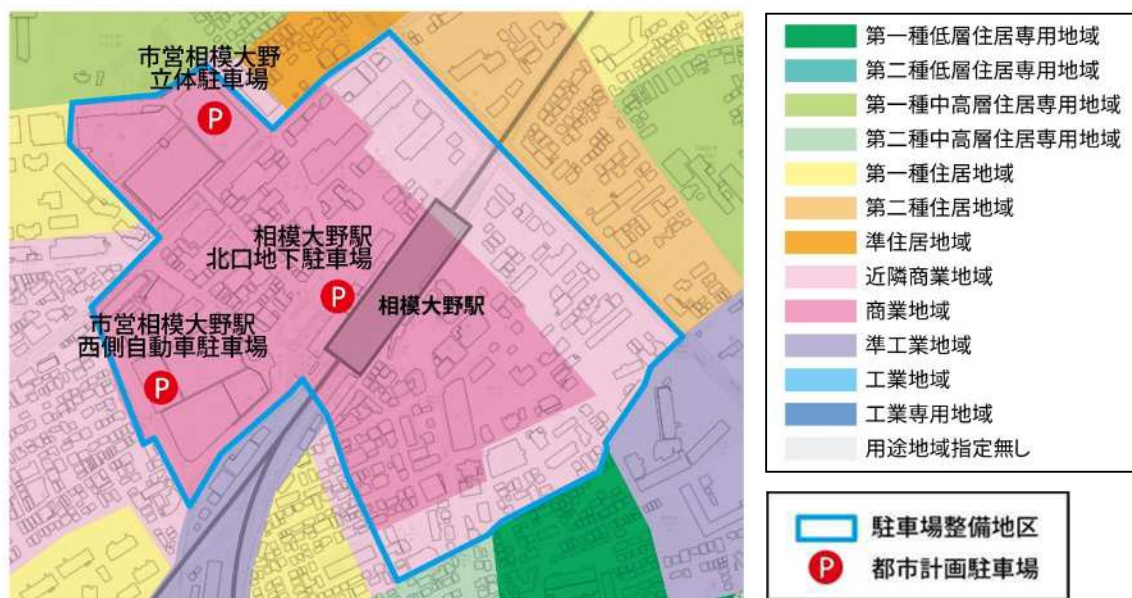 市営相模大野
立体駐車場
P
相模大野駅
北口地下駐車場
P
相模大野駅
市営相模大野駅
西側自動車駐車場
P
第一種低層住居専用地域
第二種低層住居専用地域
第一種中高層住居専用地域
第二種中高層住居専用地域
第一種住居地域
第二種住居地域
準住居地域
近隣商業地域
商業地域
準工業地域
工業地域
工業専用地域
用途地域指定無し
駐車場整備地区
P 都市計画駐車場